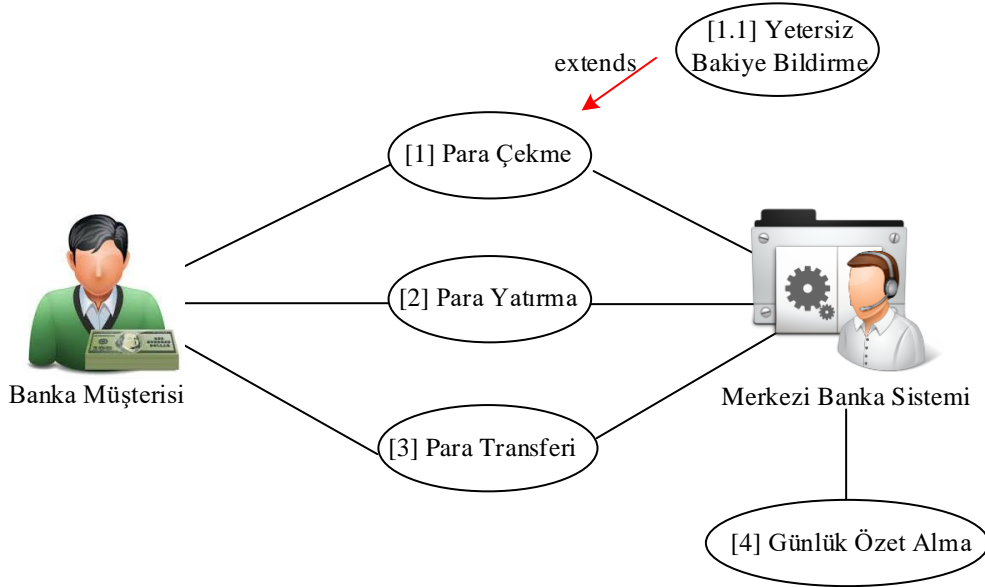 [1.1] Yetersiz
Bakiye Bildirme
extends
[1] Para Çekme
[2] Para Yatırma
Banka Müşterisi
Merkezi Banka Sistemi
[3] Para Transferi
[4] Günlük Özet Alma